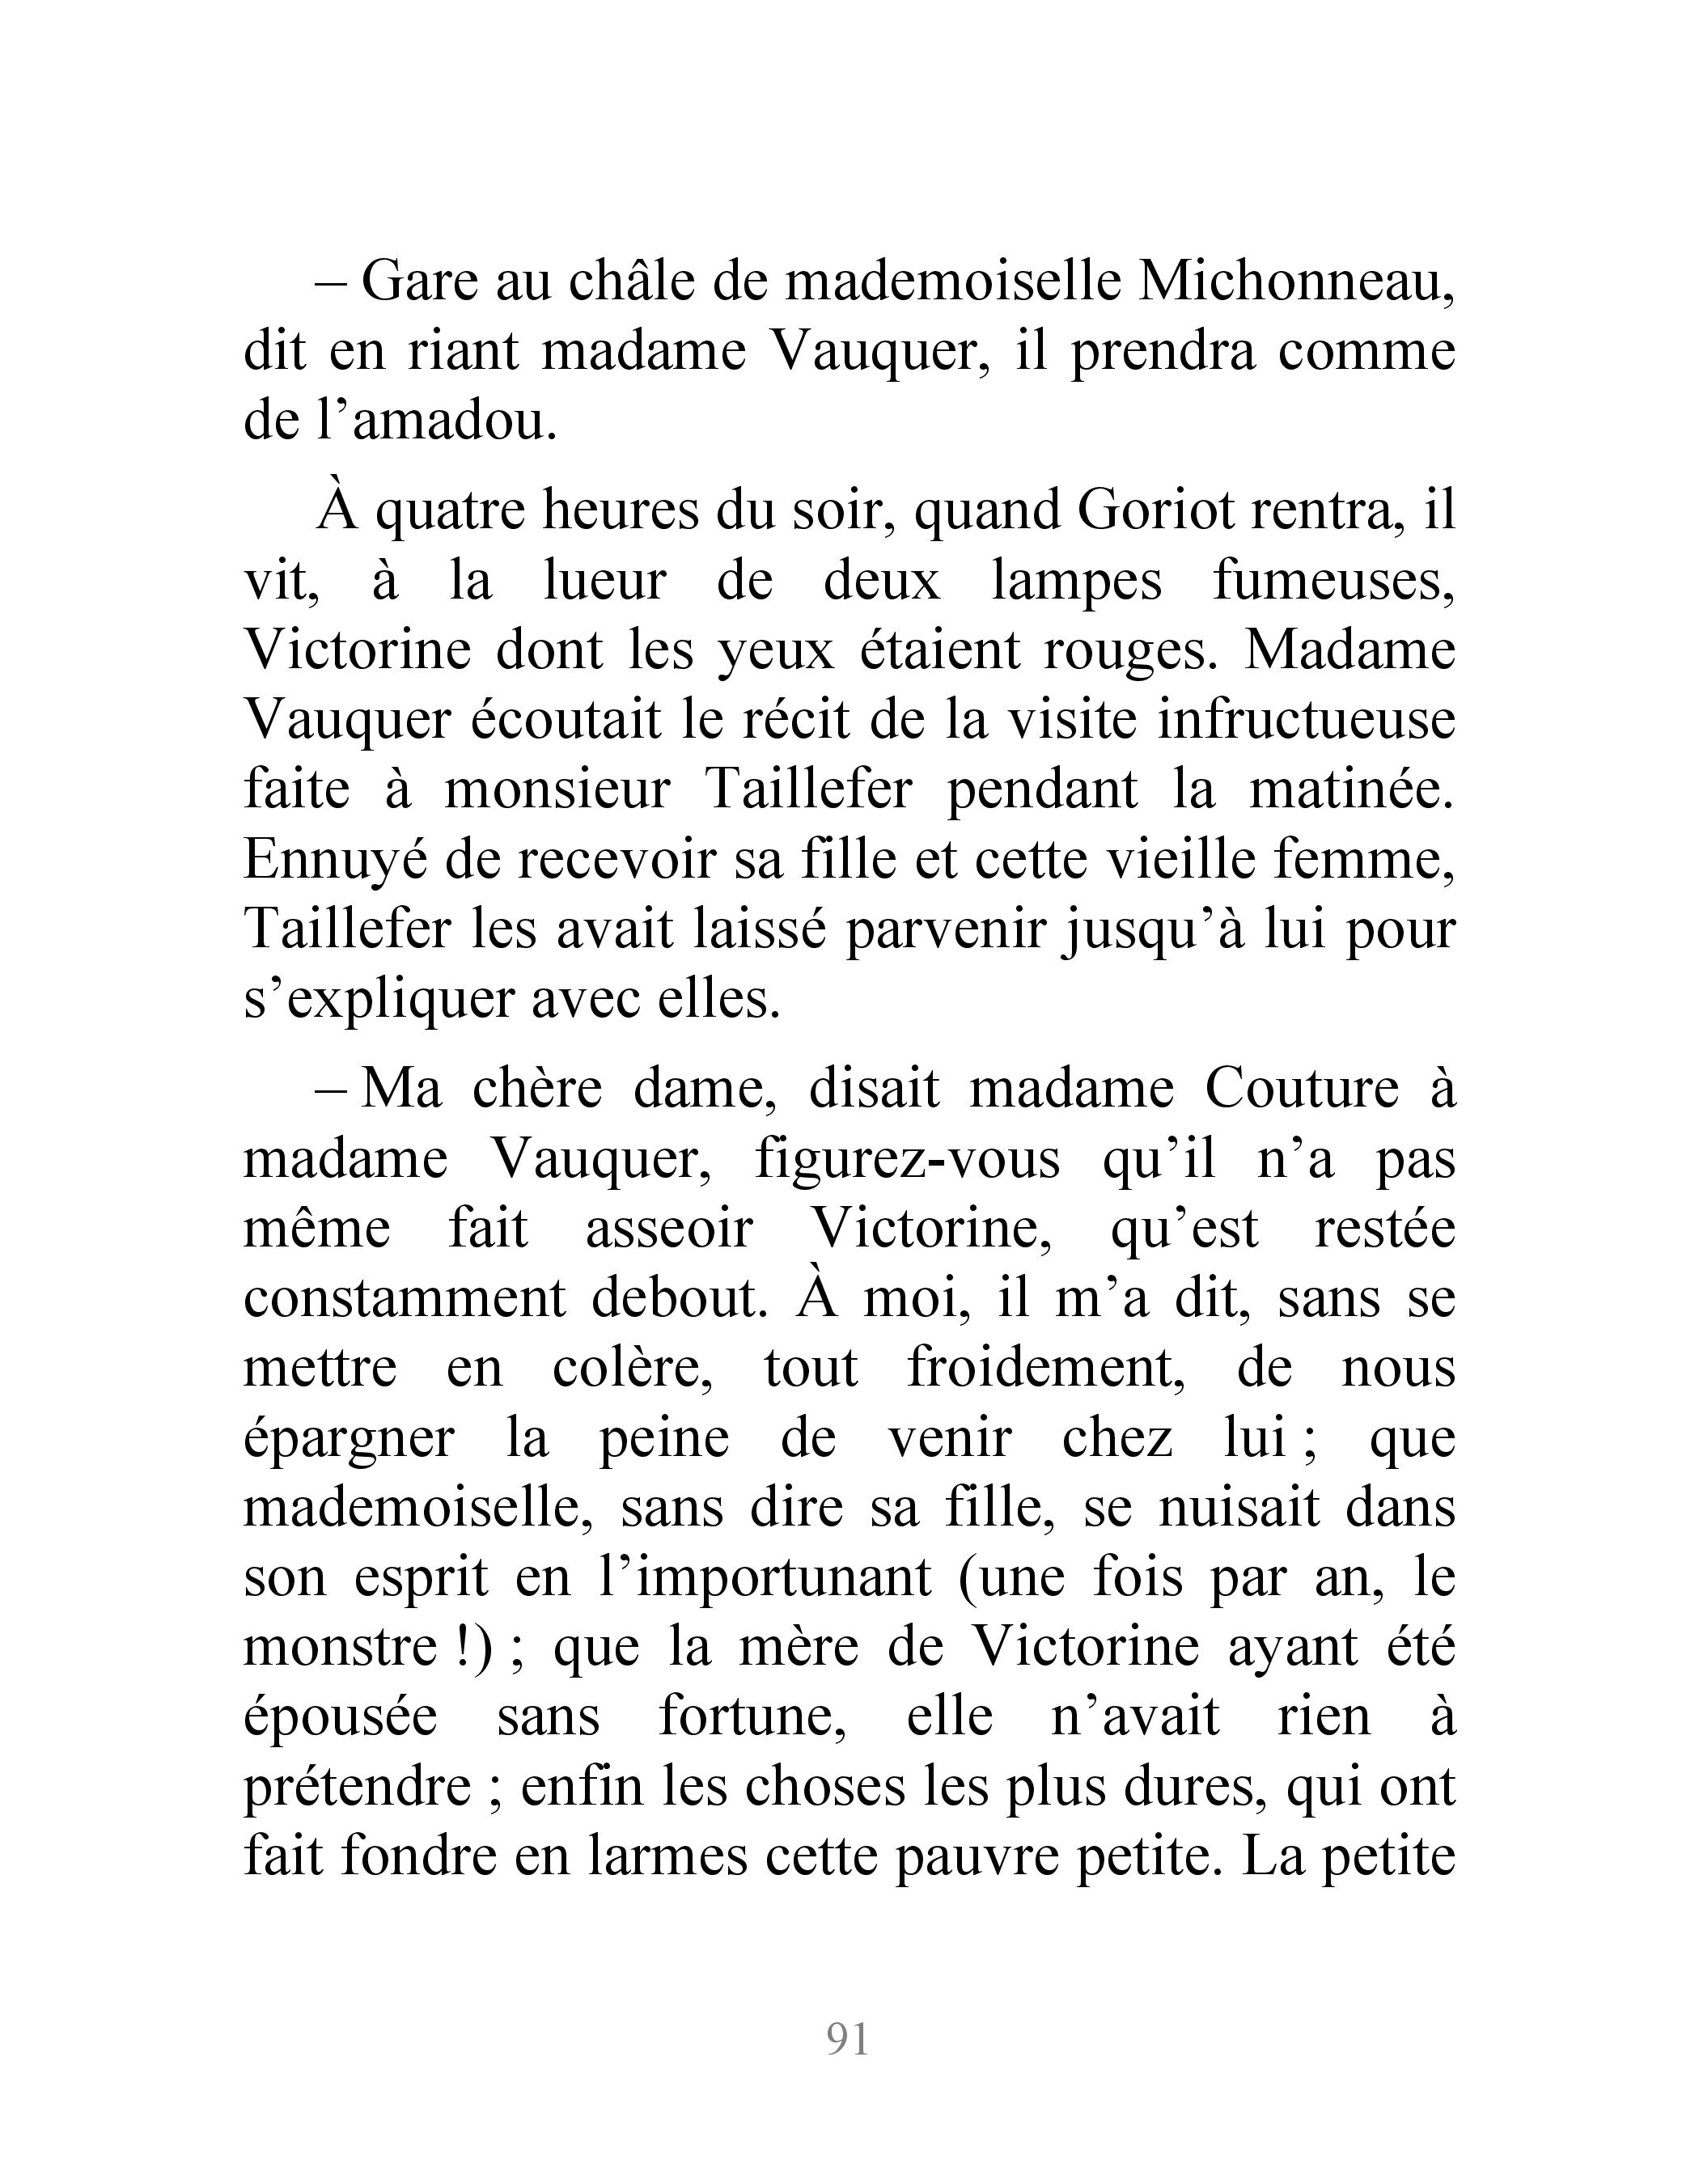 – Gare au châle de mademoiselle Michonneau,
dit en riant madame Vauquer, il prendra comme
de l’amadou.
À quatre heures du soir, quand Goriot rentra, il
vit, à la lueur de deux lampes fumeuses,
Victorine dont les yeux étaient rouges. Madame
Vauquer écoutait le récit de la visite infructueuse
faite à monsieur Taillefer pendant la matinée.
Ennuyé de recevoir sa fille et cette vieille femme,
Taillefer les avait laissé parvenir jusqu’à lui pour
s’expliquer avec elles.
– Ma chère dame, disait madame Couture à
madame Vauquer, figurez-vous qu’il n’a pas
même fait asseoir Victorine, qu’est restée
constamment debout. À moi, il m’a dit, sans se
mettre en colère, tout froidement, de nous
épargner la peine de venir chez lui ; que
mademoiselle, sans dire sa fille, se nuisait dans
son esprit en l’importunant (une fois par an, le
monstre !) ; que la mère de Victorine ayant été
épousée sans fortune, elle n’avait rien à
prétendre ; enfin les choses les plus dures, qui ont
fait fondre en larmes cette pauvre petite. La petite
91